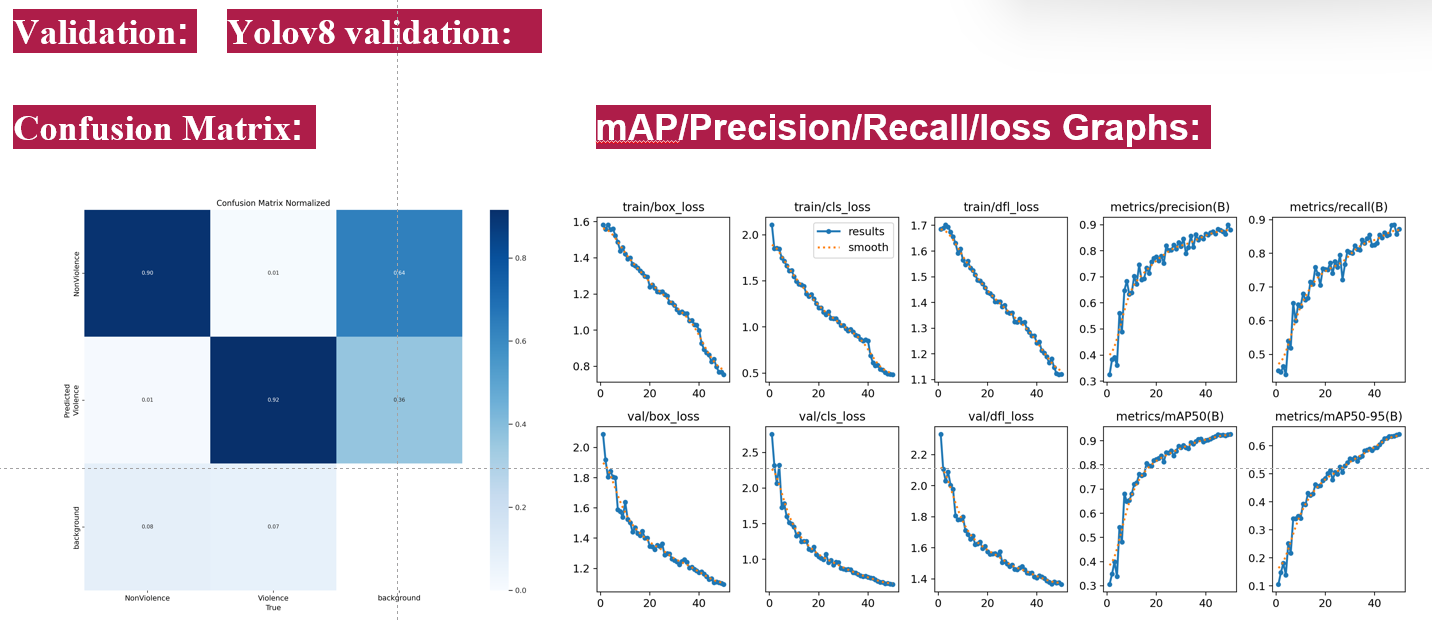 Validation: Yolov8 validation:
Confusion Matrix:
mAP/Precision/Recall/loss Graphs:
Confusion Matrix Normalized
NonViolence
0.90 0.01 0.64
Predicted
Violence
0.01 0.92 0.36
background
0.08 0.07
NonViolence Violence background
True
0.8
0.6
0.4
0.2
0.0
train/box_loss
1.6
1.4
1.2
1.0
0.8
0 20 40
train/cls_loss
results
smooth
2.0
1.5
1.0
0.5
0 20 40
train/dfl_loss
1.7
1.6
1.5
1.4
1.3
1.2
1.1
0 20 40
metrics/precision(B)
0.9
0.8
0.7
0.6
0.5
0.4
0.3
0 20 40
metrics/recall(B)
0.9
0.8
0.7
0.6
0.5
0 20 40
val/box_loss
2.0
1.8
1.6
1.4
1.2
0 20 40
val/cls_loss
2.5
2.0
1.5
1.0
0 20 40
val/dfl_loss
2.2
2.0
1.8
1.6
1.4
0 20 40
metrics/mAP50(B)
0.9
0.8
0.7
0.6
0.5
0.4
0.3
0 20 40
metrics/mAP50-95(B)
0.6
0.5
0.4
0.3
0.2
0.1
0 20 40